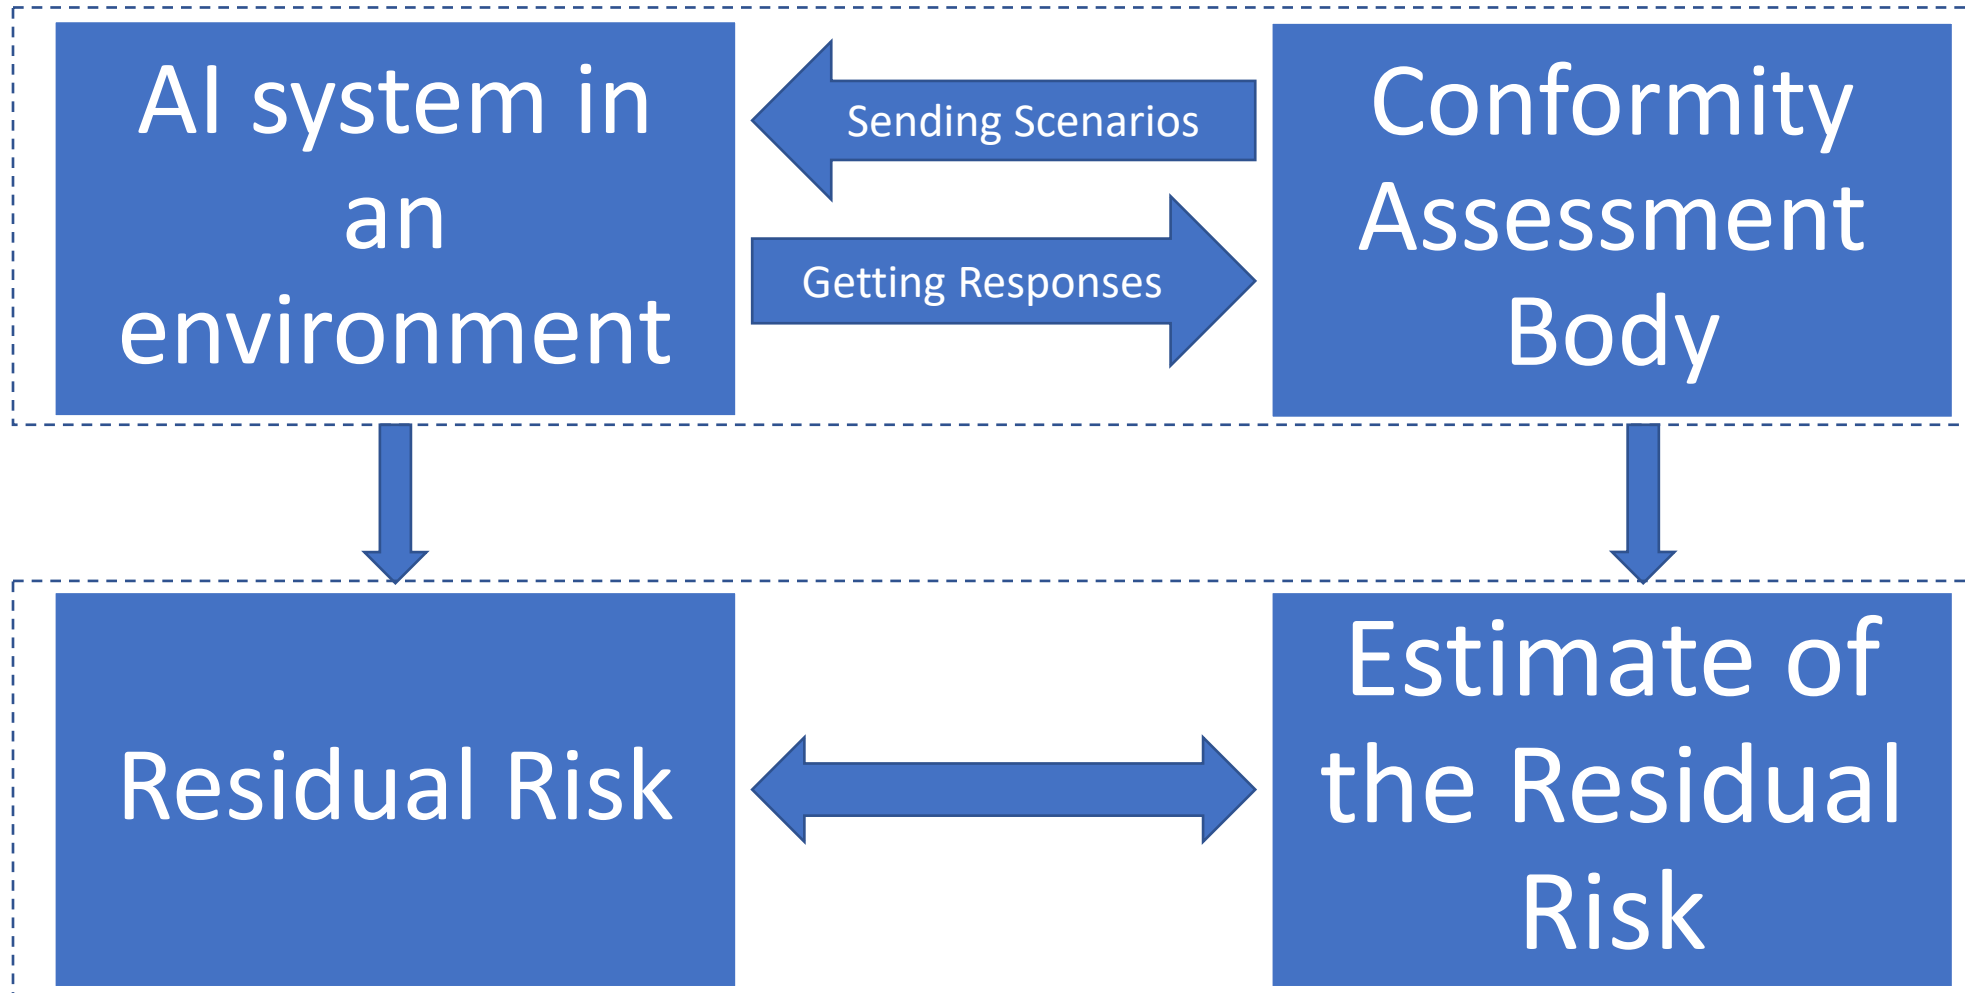 AI system in
an
environment
Sending Scenarios
Getting Responses
Conformity
Assessment
Body
Residual Risk
Estimate of
the Residual
Risk